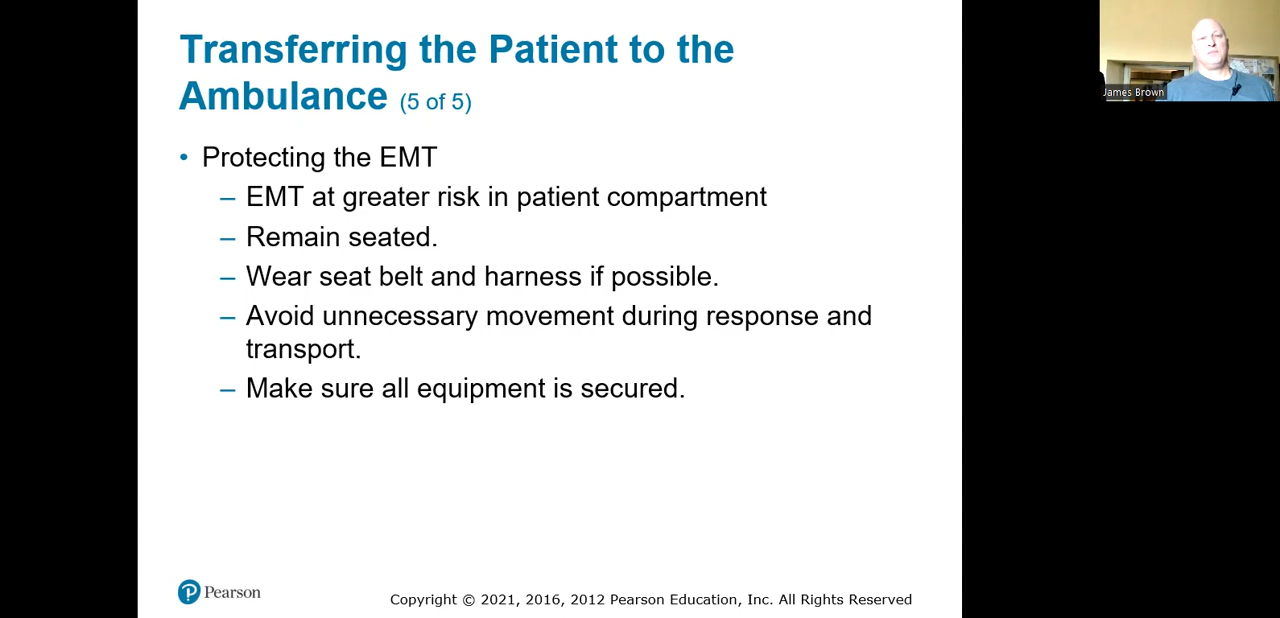 Transferring the Patient to the
Ambulance (5 of 5)
• Protecting the EMT
– EMT at greater risk in patient compartment
– Remain seated.
– Wear seat belt and harness if possible.
– Avoid unnecessary movement during response and
transport.
– Make sure all equipment is secured.
Pearson
Copyright © 2021, 2016, 2012 Pearson Education, Inc. All Rights Reserved
James Brown